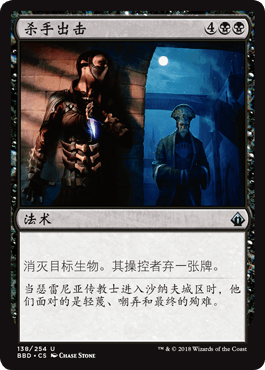 杀手出击 4
法术
消灭目标生物。其操控者弃一张牌。
当瑟雷尼亚传教士进入沙纳夫城区时，他
们面对的是轻蔑、嘲弄和最终的殉难。
138/254 U
BBD • CS CHASE STONE
™ & © 2018 Wizards of the Coast